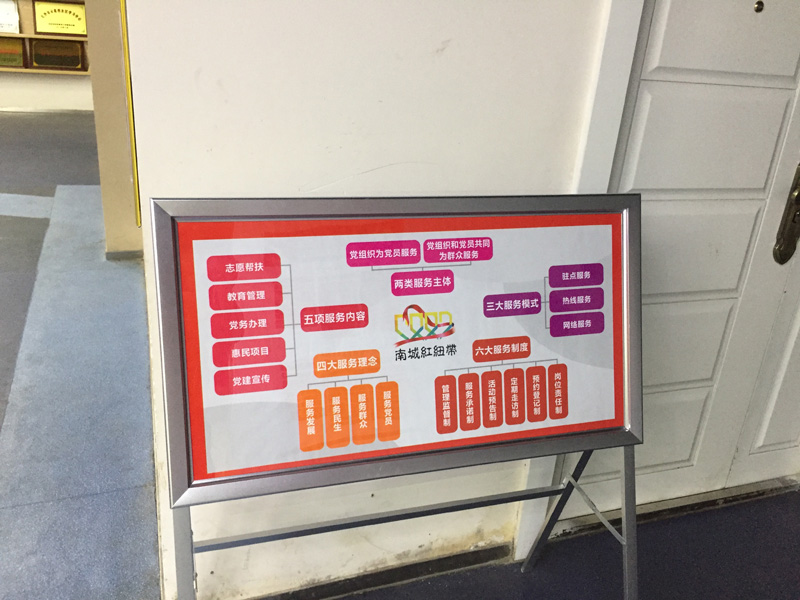 党组织为党员服务
党组织和党员共同
为群众服务
两类服务主体
志愿帮扶
教育管理
党务办理
惠民项目
党建宣传
五项服务内容
三大服务模式
驻点服务
热线服务
网络服务
南城紅紐帶
四大服务理念
服务发展
服务民生
服务群众
服务党员
六大服务制度
管理监督制
服务承诺制
活动预告制
定期走访制
预约登记制
岗位责任制